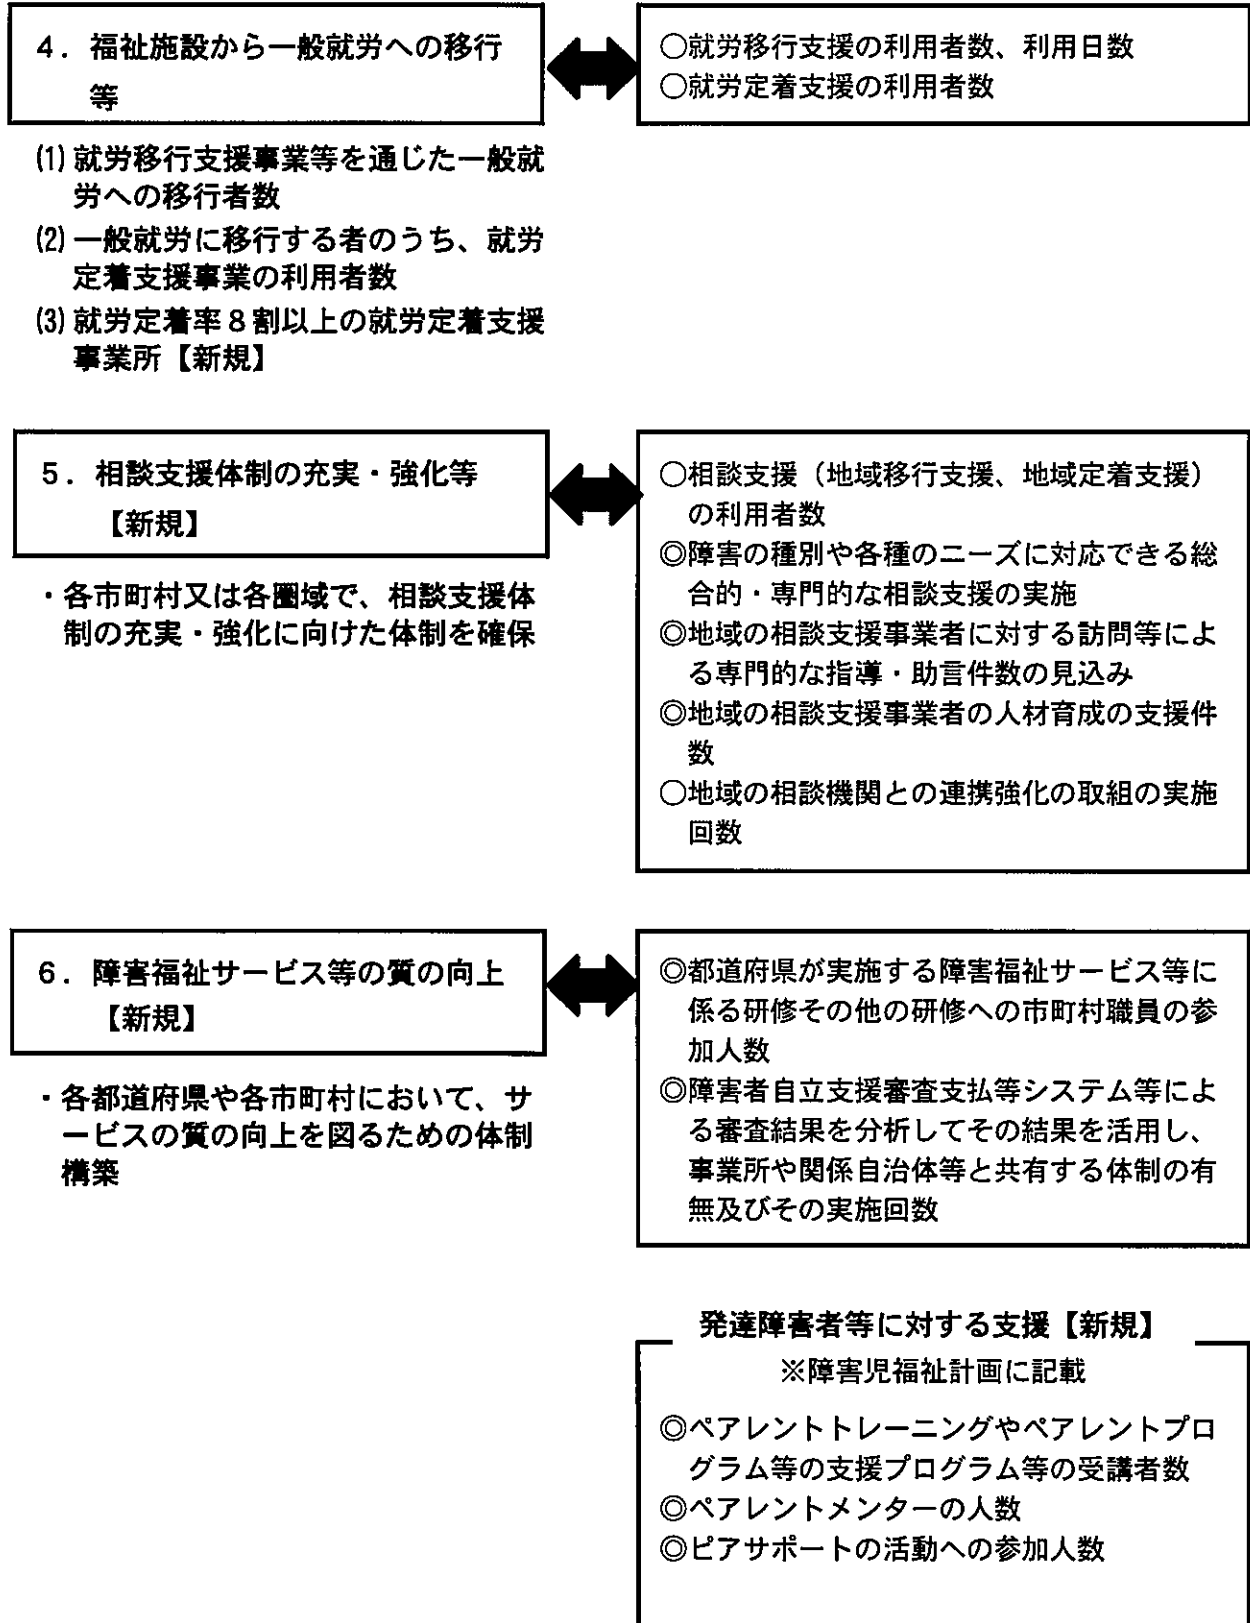 ４．福祉施設から一般就労への移行
等
○就労移行支援の利用者数、利用日数
○就労定着支援の利用者数
⑴ 就労移行支援事業等を通じた一般就
労への移行者数
⑵ 一般就労に移行する者のうち、就労
定着支援事業の利用者数
⑶ 就労定着率８割以上の就労定着支援
事業所【新規】
５．相談支援体制の充実・強化等
【新規】
・各市町村又は各圏域で、相談支援体
制の充実・強化に向けた体制を確保
○相談支援（地域移行支援、地域定着支援）
の利用者数
◎障害の種別や各種のニーズに対応できる総
合的・専門的な相談支援の実施
◎地域の相談支援事業者に対する訪問等によ
る専門的な指導・助言件数の見込み
◎地域の相談支援事業者の人材育成の支援件
数
○地域の相談機関との連携強化の取組の実施
回数
６．障害福祉サービス等の質の向上
【新規】
・各都道府県や各市町村において、サ
ービスの質の向上を図るための体制
構築
◎都道府県が実施する障害福祉サービス等に
係る研修その他の研修への市町村職員の参
加人数
◎障害者自立支援審査支払等システム等によ
る審査結果を分析してその結果を活用し、
事業所や関係自治体等と共有する体制の有
無及びその実施回数
発達障害者等に対する支援【新規】
※障害児福祉計画に記載
◎ペアレントトレーニングやペアレントプロ
グラム等の支援プログラム等の受講者数
◎ペアレントメンターの人数
◎ピアサポートの活動への参加人数